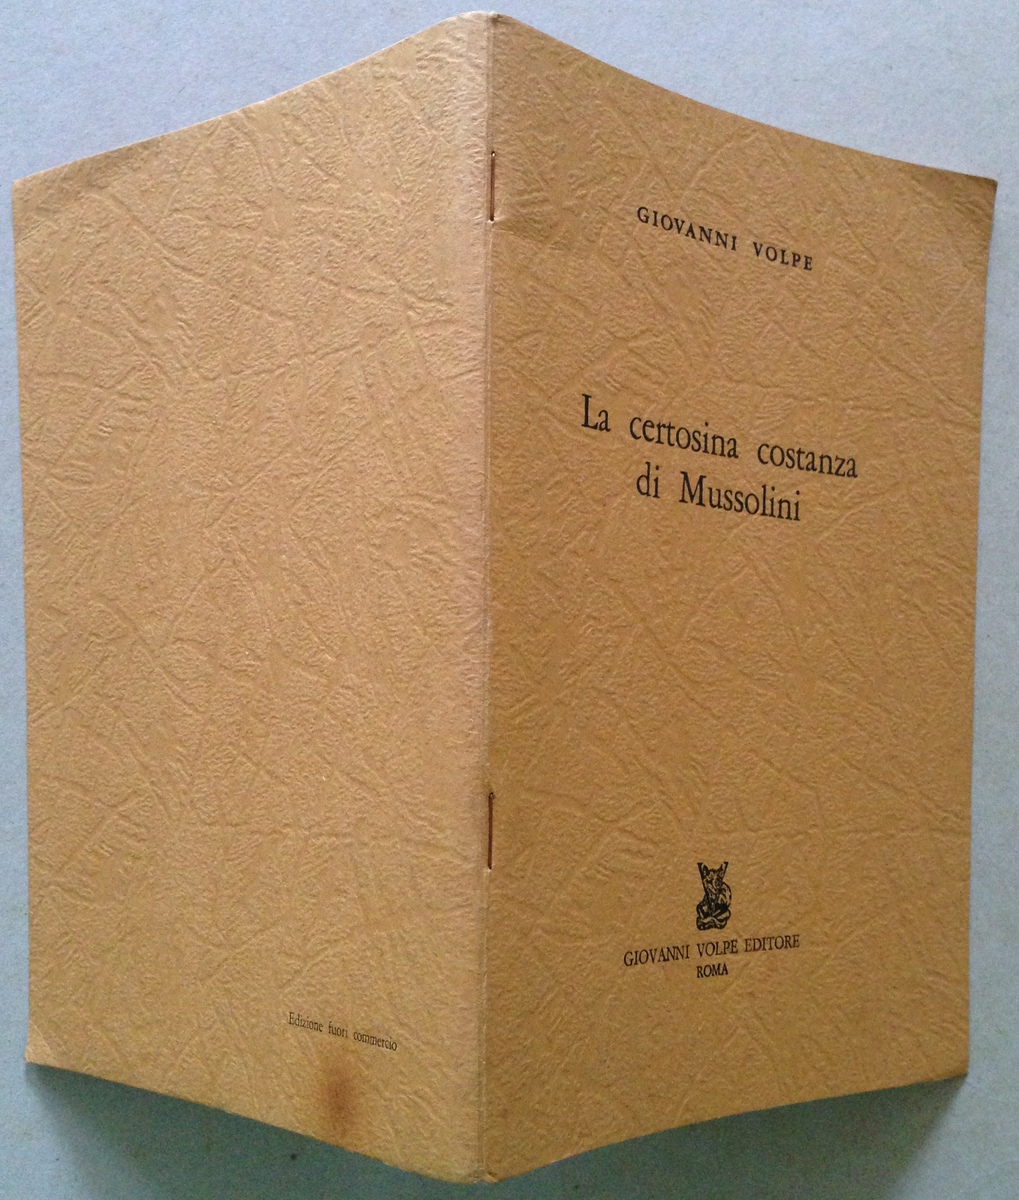 GIOVANNI VOLPE
La certosina costanza
di Mussolini
GIOVANNI VOLPE EDITORE
ROMA
Edizione fuori commercio